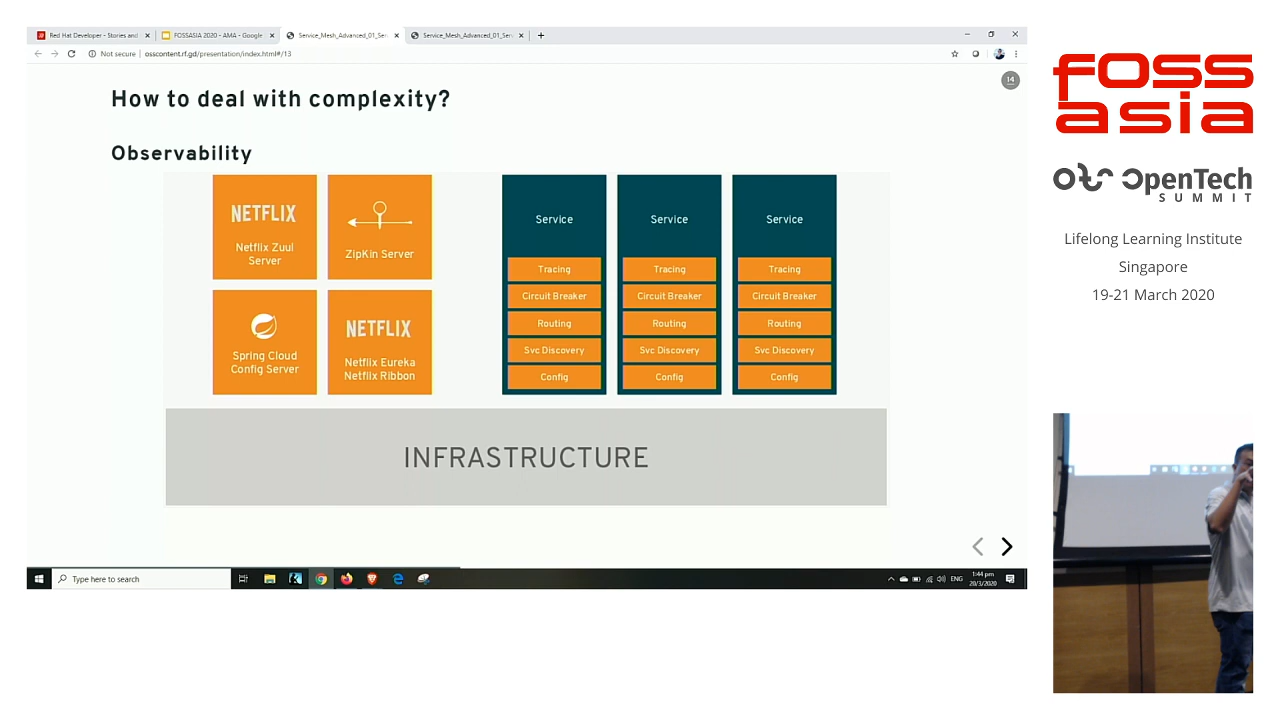 Red Hat Developer - Stories and
FOSSASIA 2020 - AMA - Google
Service_Mesh_Advanced_01_Ser
Service_Mesh_Advanced_01_Ser
Not secure
osscontent.rf.gd/presentation/index.html#/13
14
How to deal with complexity?
Observability
NETFLIX
Netflix Zuul
Server
ZipKin Server
Spring Cloud
Config Server
NETFLIX
Netflix Eureka
Netflix Ribbon
Service
Tracing
Circuit Breaker
Routing
Svc Discovery
Config
Service
Tracing
Circuit Breaker
Routing
Svc Discovery
Config
Service
Tracing
Circuit Breaker
Routing
Svc Discovery
Config
INFRASTRUCTURE
Type here to search
ENG
1:44 pm
20/3/2020
FOSS
asia
OpenTech
SUMMIT
Lifelong Learning Institute
Singapore
19-21 March 2020